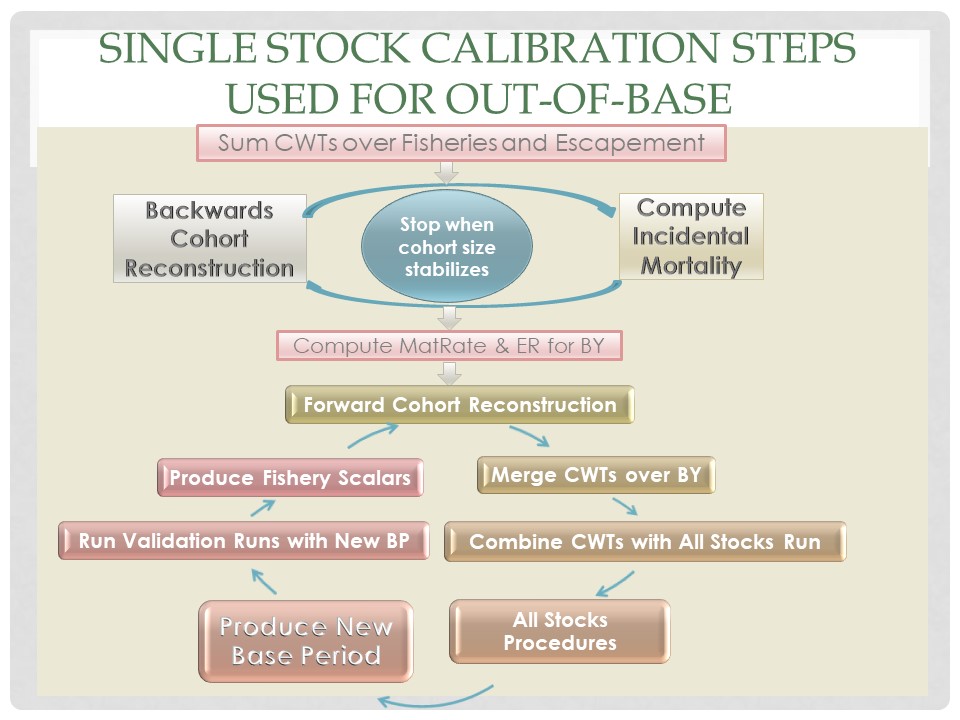 SINGLE STOCK CALIBRATION STEPS
USED FOR OUT-OF-BASE
Sum CWTs over Fisheries and Escapement
Backwards
Cohort
Reconstruction
Stop when
cohort size
stabilizes
Compute
Incidental
Mortality
Compute MatRate & ER for BY
Forward Cohort Reconstruction
Produce Fishery Scalars
Merge CWTs over BY
Run Validation Runs with New BP
Combine CWTs with All Stocks Run
Produce New
Base Period
All Stocks
Procedures